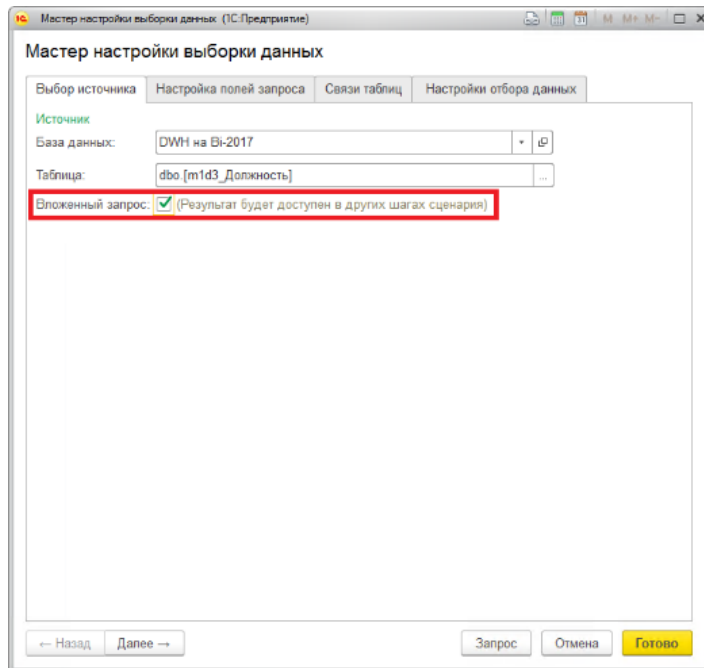 Мастер настройки выборки данных (1С:Предприятие) M M+ M-
Мастер настройки выборки данных
Выбор источника Настройка полей запроса Связи таблиц Настройки отбора данных
Источник
База данных: DWH на Bi-2017
Таблица: dbo.[m1d3_Должность] ...
Вложенный запрос: (Результат будет доступен в других шагах сценария)
← Назад Далее → Запрос Отмена Готово